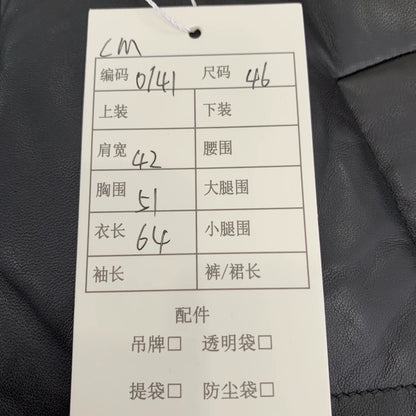 CM
编码 0141 尺码 46
上装 下装
肩宽 42 腰围
胸围 51 大腿围
衣长 64 小腿围
袖长 裤/裙长
配件
吊牌□ 透明袋□
提袋□ 防尘袋□